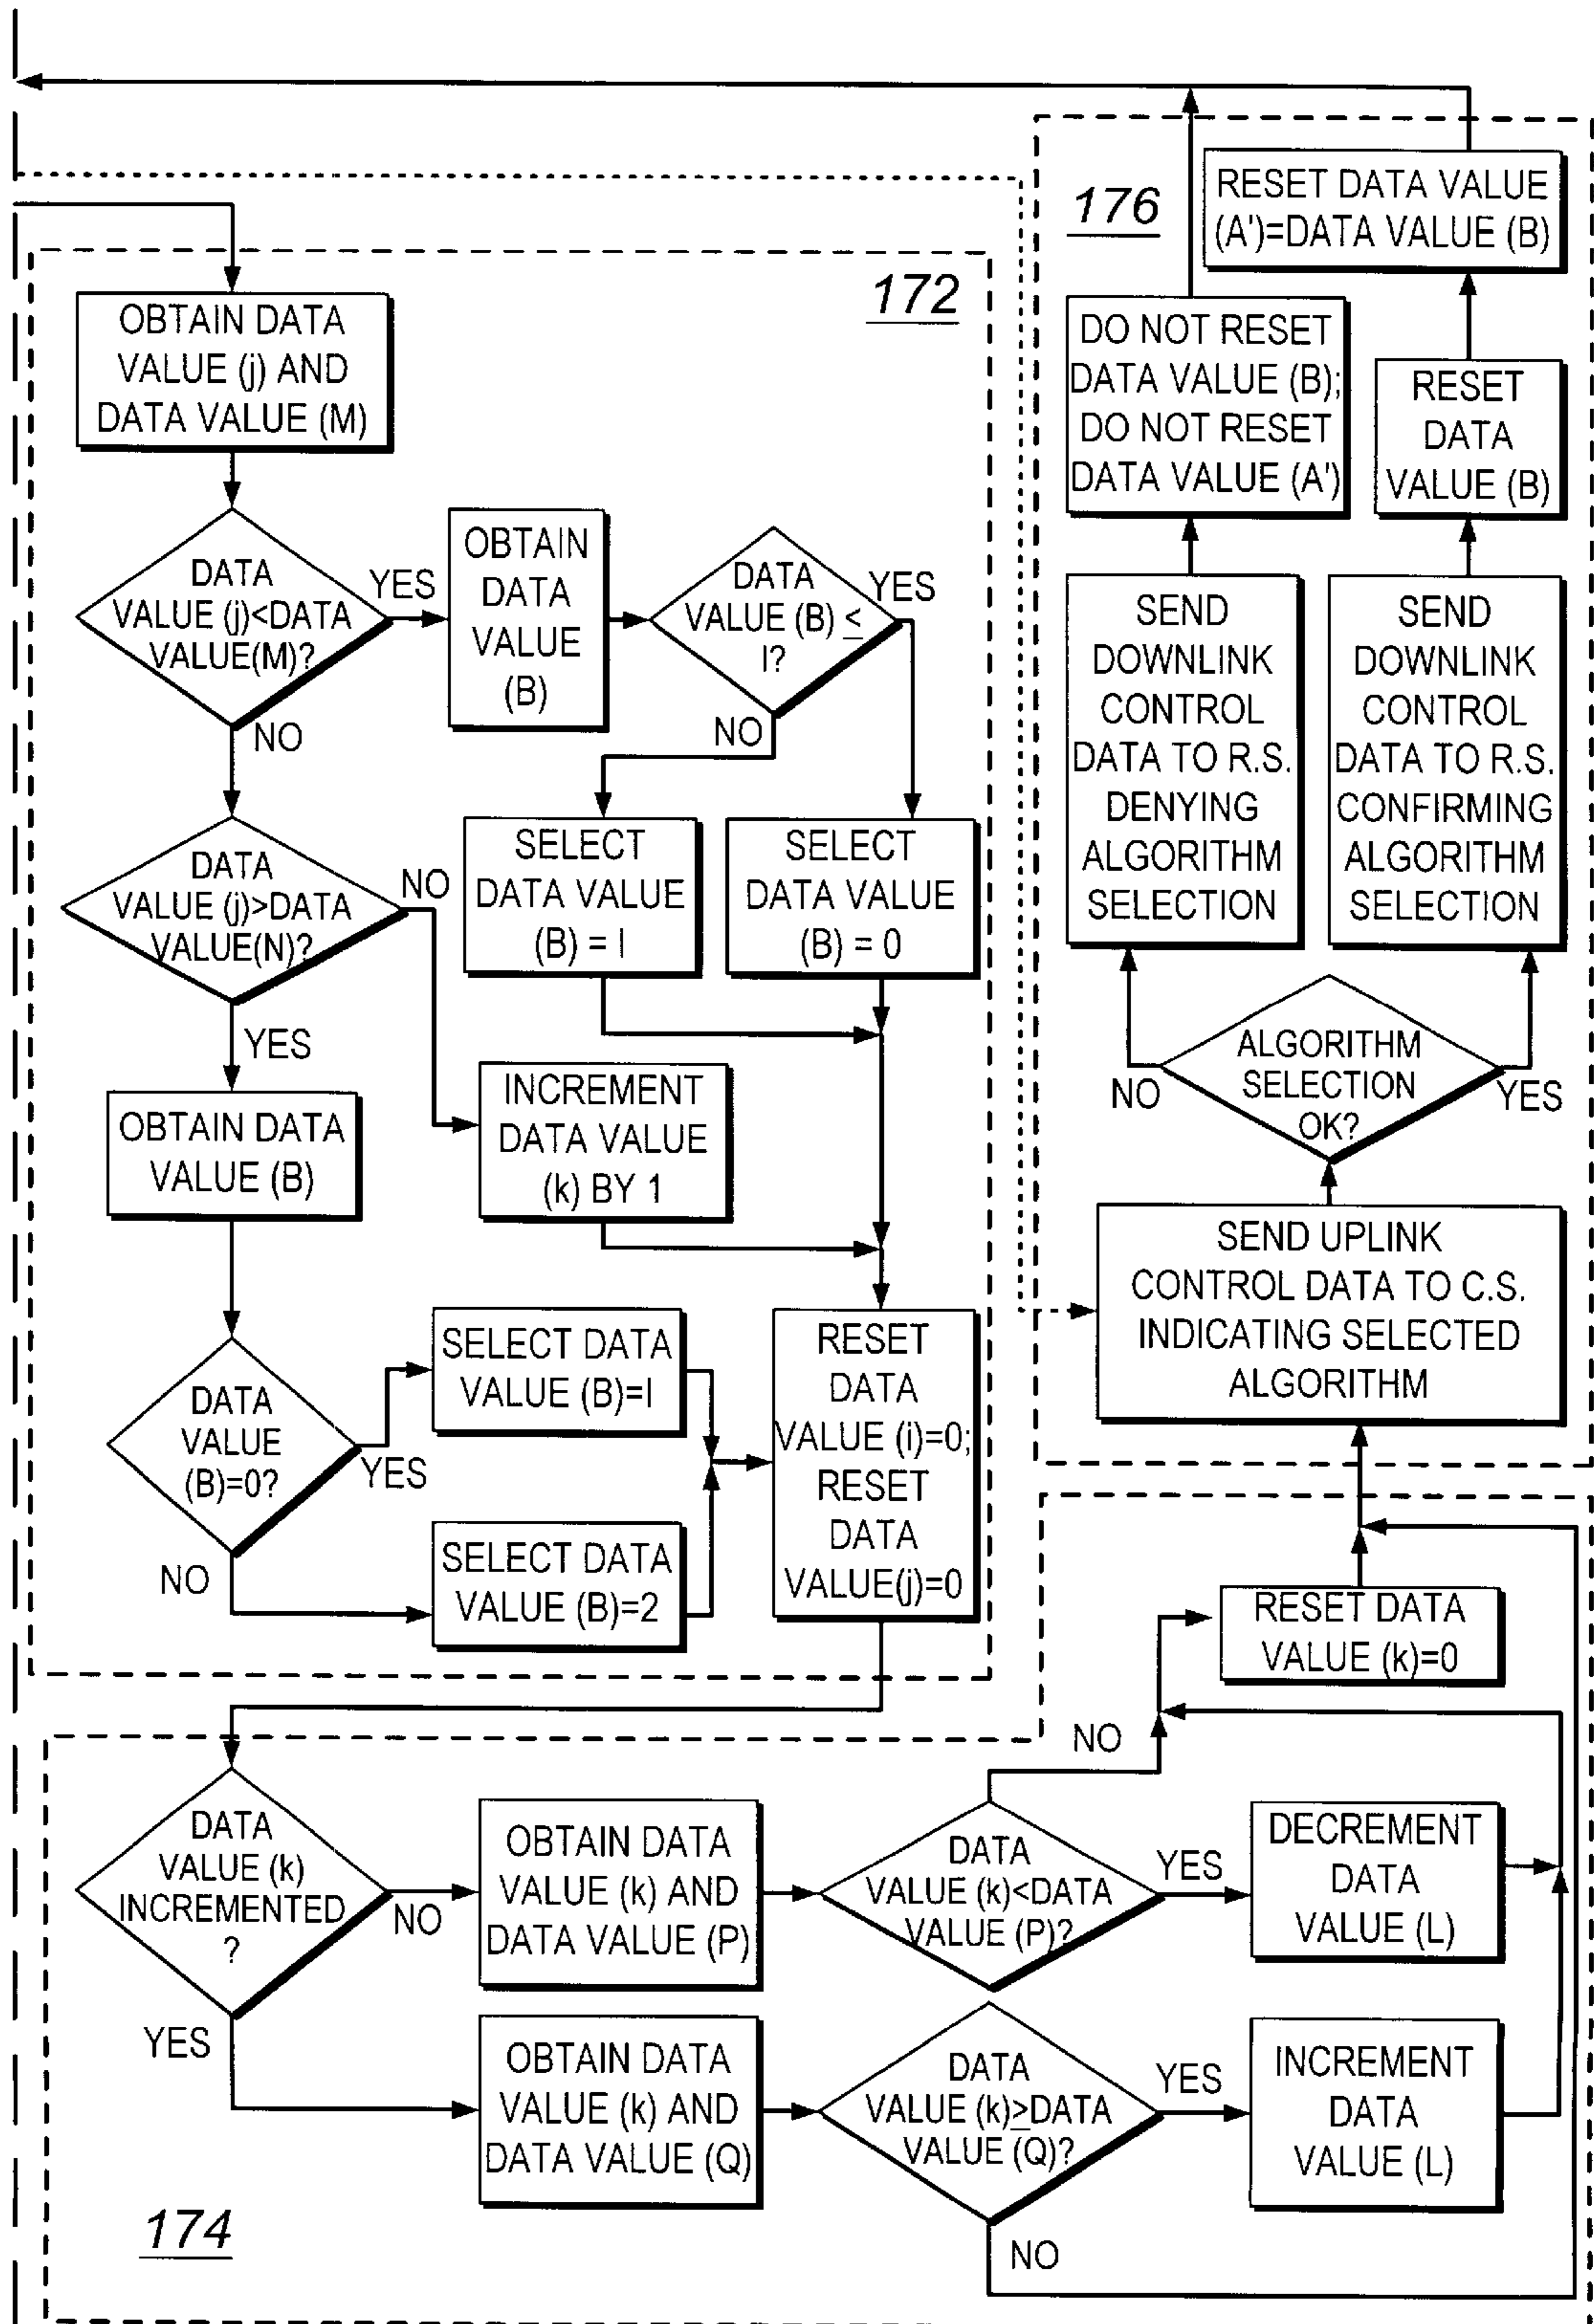 172
OBTAIN DATA
VALUE (j) AND
DATA VALUE (M)
DATA
VALUE (j)<DATA
VALUE(M)?
YES
NO
OBTAIN
DATA
VALUE
(B)
DATA
VALUE (B) ≤
I?
YES
NO
SELECT
DATA VALUE
(B) = I
SELECT
DATA VALUE
(B) = 0
DATA
VALUE (j)>DATA
VALUE(N)?
NO
YES
INCREMENT
DATA VALUE
(k) BY 1
OBTAIN DATA
VALUE (B)
DATA
VALUE
(B)=0?
YES
NO
SELECT DATA
VALUE (B)=I
SELECT DATA
VALUE (B)=2
RESET
DATA
VALUE (i)=0;
RESET
DATA
VALUE(j)=0
174
DATA
VALUE (k)
INCREMENTED
?
NO
YES
OBTAIN DATA
VALUE (k) AND
DATA VALUE (P)
DATA
VALUE (k)<DATA
VALUE (P)?
NO
YES
DECREMENT
DATA
VALUE (L)
OBTAIN DATA
VALUE (k) AND
DATA VALUE (Q)
DATA
VALUE (k)≥DATA
VALUE (Q)?
YES
NO
INCREMENT
DATA
VALUE (L)
RESET DATA
VALUE (k)=0
176
SEND UPLINK
CONTROL DATA TO C.S.
INDICATING SELECTED
ALGORITHM
ALGORITHM
SELECTION
OK?
NO
YES
SEND
DOWNLINK
CONTROL
DATA TO R.S.
DENYING
ALGORITHM
SELECTION
SEND
DOWNLINK
CONTROL
DATA TO R.S.
CONFIRMING
ALGORITHM
SELECTION
DO NOT RESET
DATA VALUE (B);
DO NOT RESET
DATA VALUE (A')
RESET
DATA
VALUE (B)
RESET DATA VALUE
(A')=DATA VALUE (B)